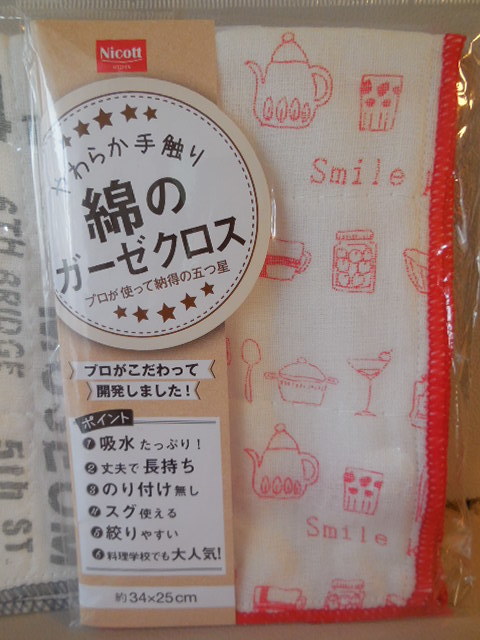 Nicott
やわらか手触り
綿の
ガーゼクロス
プロが使って納得の五つ星
プロがこだわって
開発しました!
ポイント
1 吸水たっぷり!
2 丈夫で長持ち
3 のり付け無し
4 スグ使える
5 絞りやすい
6 料理学校でも大人気!
約34×25cm
Smile
Smile
6TH BRIDGE
MUSEUM
5th ST.